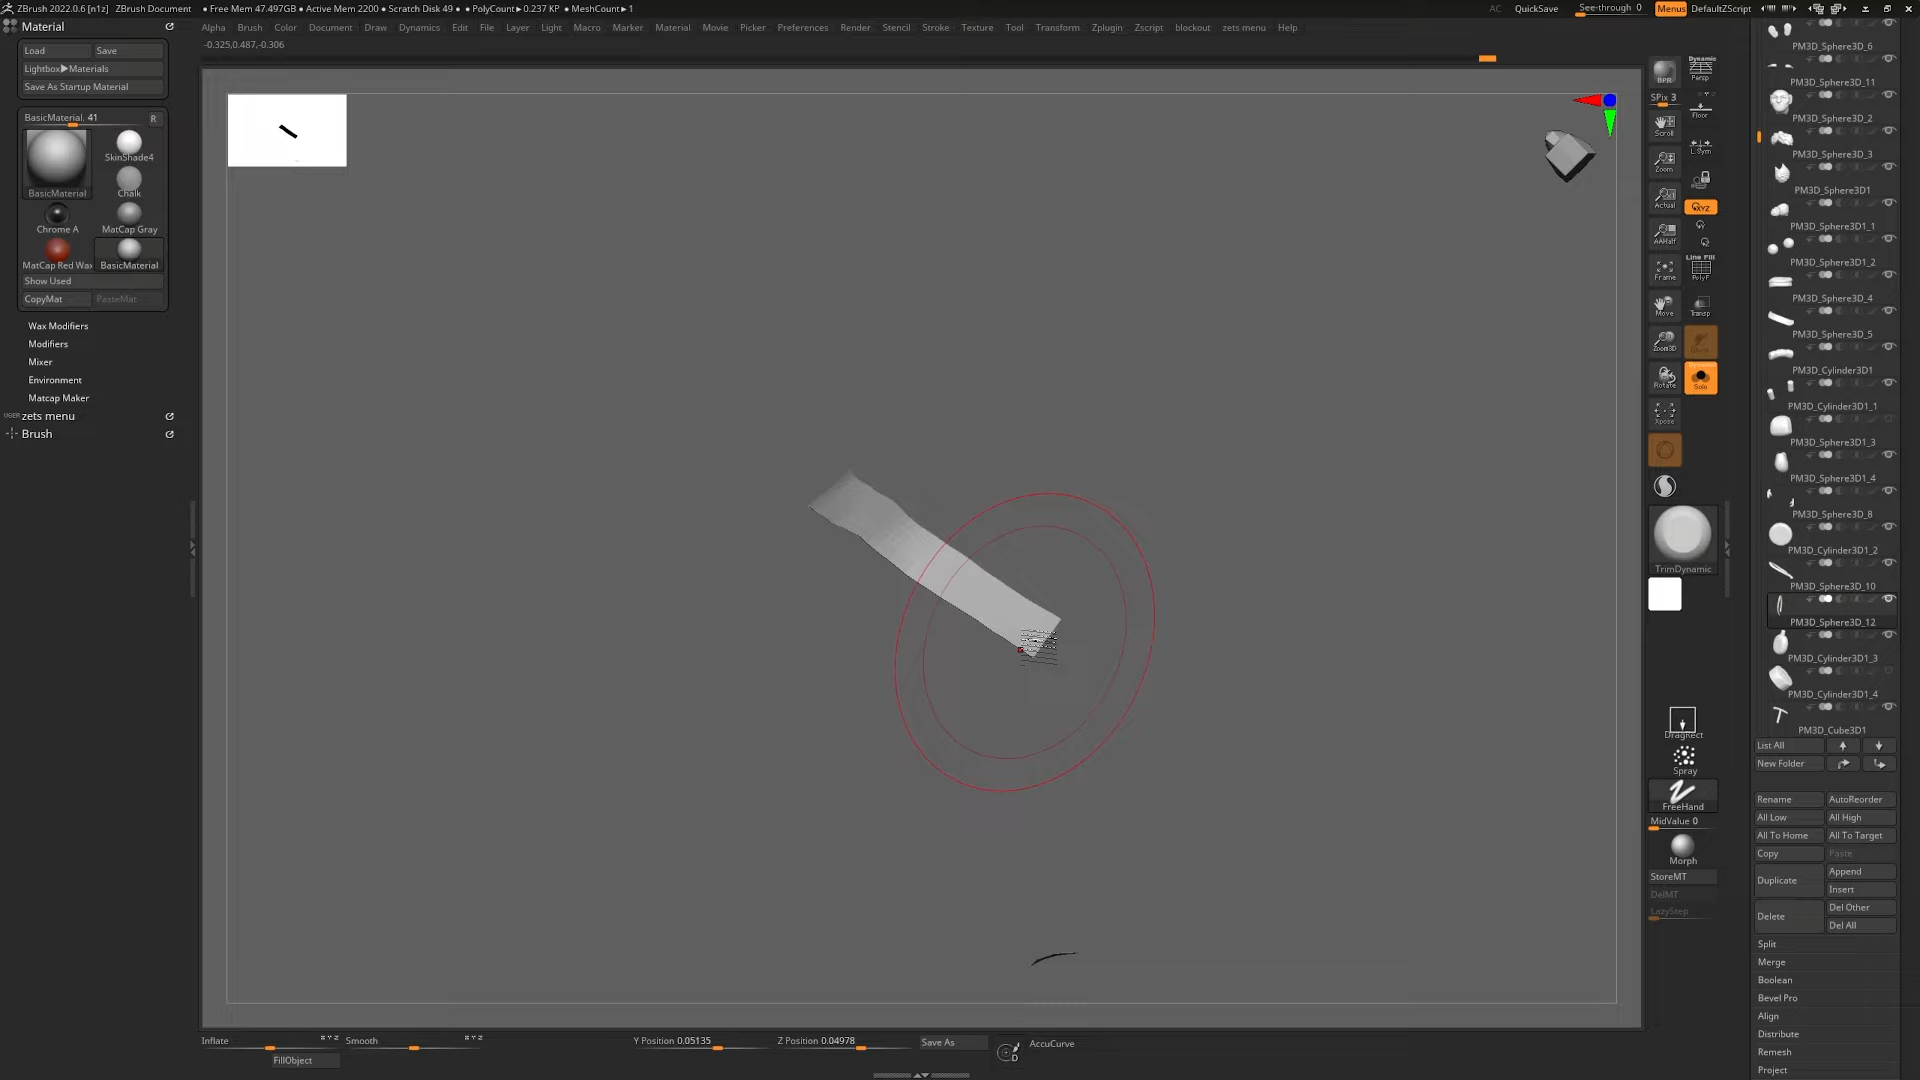 ZBrush 2022.0.6 [n1z] ZBrush Document • Free Mem 47.497GB • Active Mem 2200 • Scratch Disk 49 • PolyCount▸0.237 KP • MeshCount▸1
AC QuickSave See-through 0 Menus DefaultZScript
Material
Alpha Brush Color Document Draw Dynamics Edit File Layer Light Macro Marker Material Movie Picker Preferences Render Stencil Stroke Texture Tool Transform Zplugin Zscript blockout zets menu Help
-0.325,0.487,-0.306
Load Save
Lightbox▶Materials
Save As Startup Material
BasicMaterial. 41 R
SkinShade4
BasicMaterial
Chalk
Chrome A
MatCap Gray
MatCap Red Wax
BasicMaterial
Show Used
CopyMat PasteMat
Wax Modifiers
Modifiers
Mixer
Environment
Matcap Maker
zets menu
Brush
BPR
Dynamic
Persp
SPix 3
Floor
Scroll
L.Sym
Zoom
Actual
XYZ
AAHalf
Line Fill
PolyF
Frame
Move
Transp
Zoom3D
Rotate
Solo
Xpose
TrimDynamic
DragRect
Spray
FreeHand
MidValue 0
Morph
StoreMT
DelMT
LazyStep
PM3D_Sphere3D_6
PM3D_Sphere3D_11
PM3D_Sphere3D_2
PM3D_Sphere3D_3
PM3D_Sphere3D1
PM3D_Sphere3D1_1
PM3D_Sphere3D1_2
PM3D_Sphere3D_4
PM3D_Sphere3D_5
PM3D_Cylinder3D1
PM3D_Cylinder3D1_1
PM3D_Sphere3D1_3
PM3D_Sphere3D1_4
PM3D_Sphere3D_8
PM3D_Cylinder3D1_2
PM3D_Sphere3D_10
PM3D_Sphere3D_12
PM3D_Cylinder3D1_3
PM3D_Cylinder3D1_4
PM3D_Cube3D1
List All
New Folder
Rename AutoReorder
All Low All High
All To Home All To Target
Copy Paste
Duplicate
Append
Insert
Delete
Del Other
Del All
Split
Merge
Boolean
Bevel Pro
Align
Distribute
Remesh
Project
Inflate Smooth Y Position 0.05135 Z Position 0.04978 Save As AccuCurve
FillObject